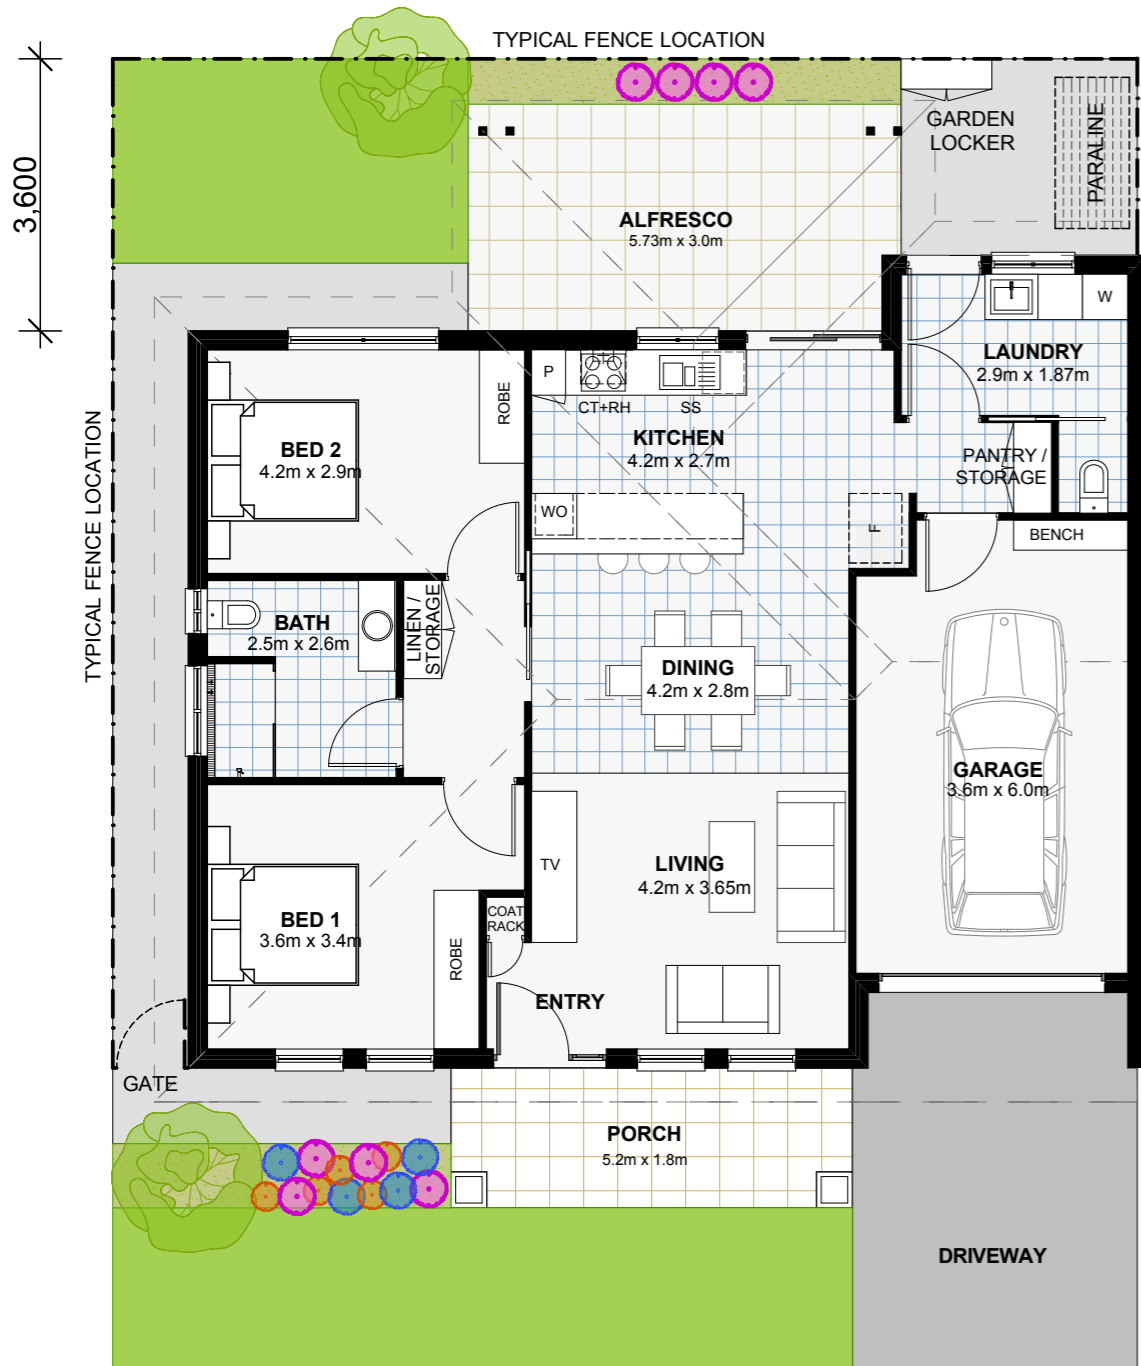 TYPICAL FENCE LOCATION
3,600
GARDEN
LOCKER
PARALINE
ALFRESCO
5.73m x 3.0m
W
LAUNDRY
2.9m x 1.87m
P
CT+RH
SS
ROBE
KITCHEN
4.2m x 2.7m
BED 2
4.2m x 2.9m
TYPICAL FENCE LOCATION
PANTRY /
STORAGE
WO
F
BENCH
BATH
2.5m x 2.6m
LINEN /
STORAGE
DINING
4.2m x 2.8m
GARAGE
3.6m x 6.0m
TV
LIVING
4.2m x 3.65m
BED 1
3.6m x 3.4m
ROBE
COAT
RACK
ENTRY
GATE
PORCH
5.2m x 1.8m
DRIVEWAY